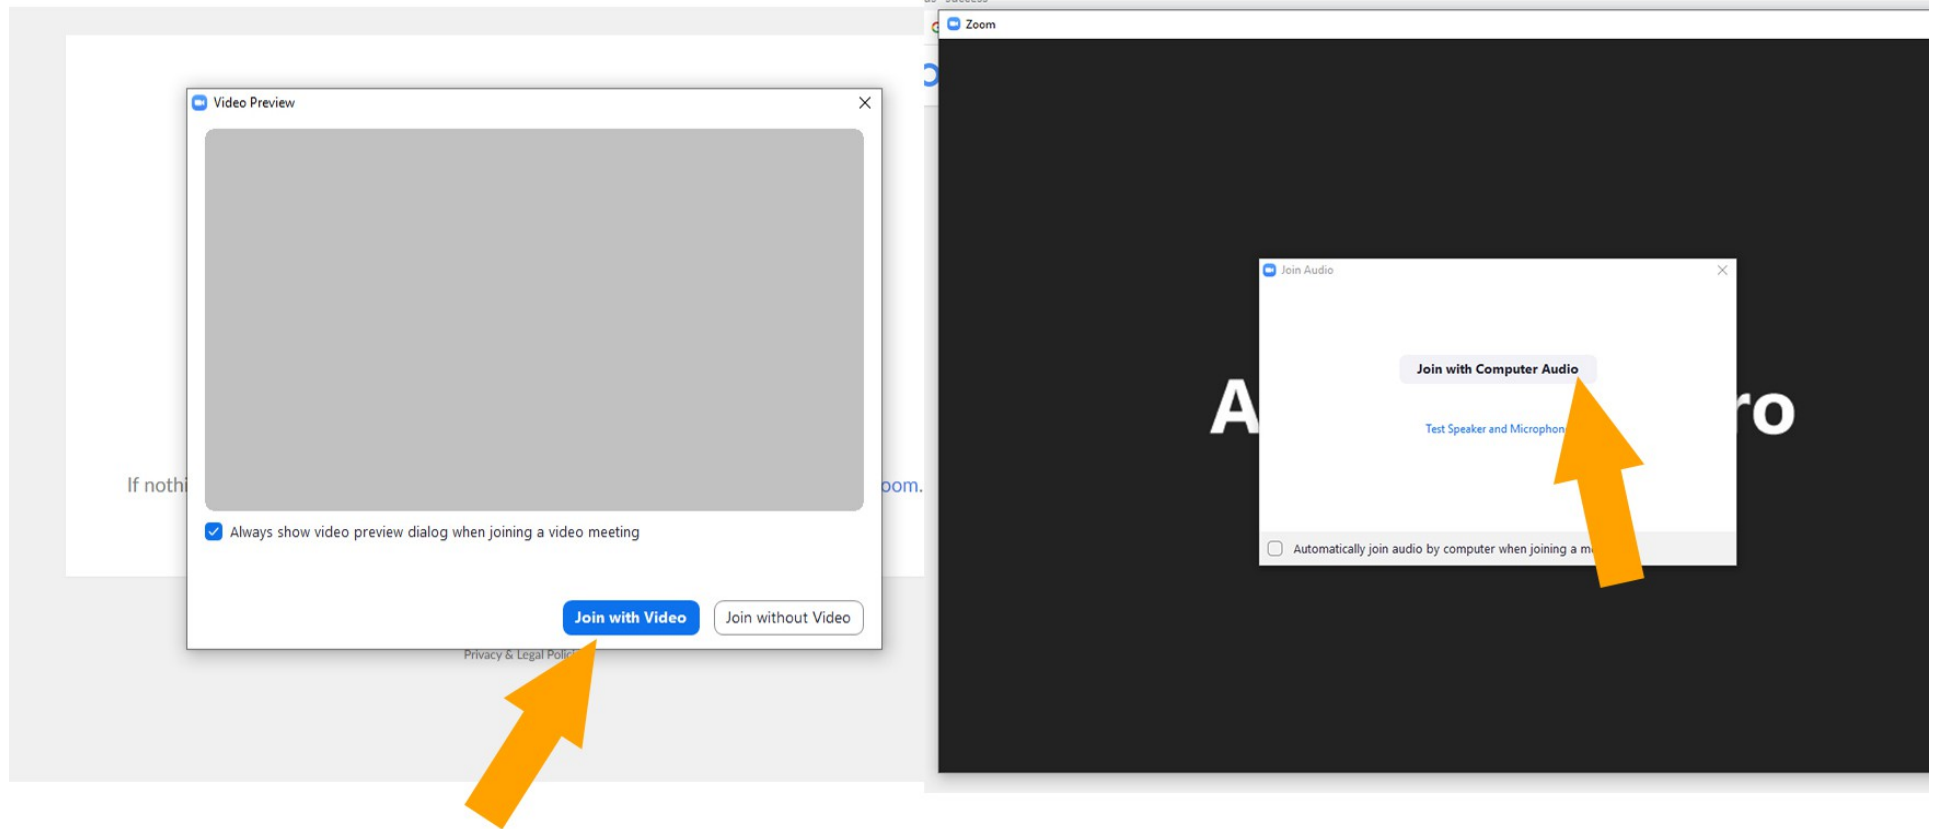 Video Preview
If nothi
oom.
Always show video preview dialog when joining a video meeting
Join with Video
Join without Video
Privacy & Legal
Zoom
Join Audio
Join with Computer Audio
A
ro
Test Speaker and Microphon
Automatically join audio by computer when joining a m